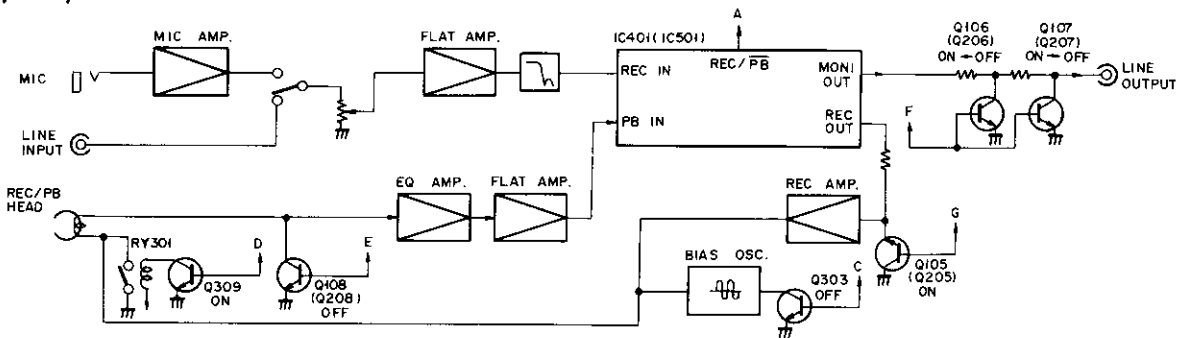 MIC AMP.
FLAT AMP.
IC401(IC501)
A
REC/PB
Q106
(Q206)
ON←OFF
Q107
(Q207)
ON←OFF
MIC
REC IN
MONI
OUT
LINE
OUTPUT
LINE
INPUT
PB IN
REC
OUT
F
REC/PB
HEAD
EQ AMP.
FLAT AMP.
REC AMP.
G
RY301
D
E
BIAS OSC.
C
Q309
ON
Q108
(Q208)
OFF
Q303
OFF
Q105
(Q205)
ON